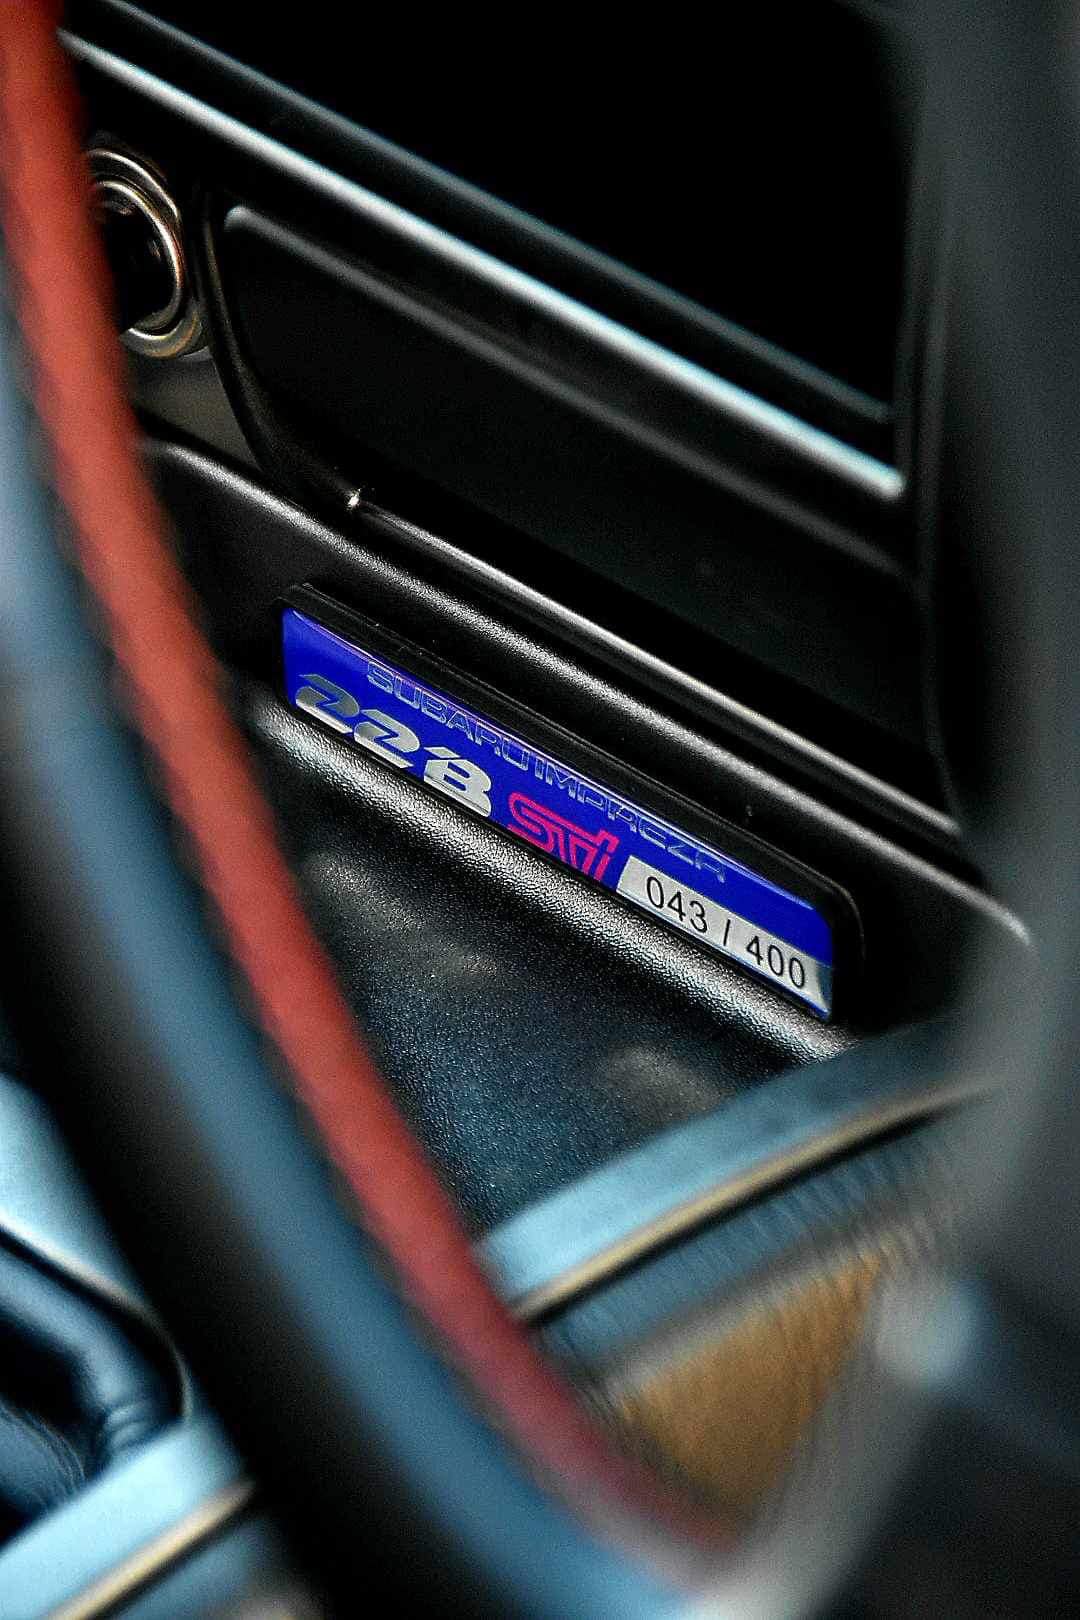 SUBARU IMPREZA
22B STi
043 / 400